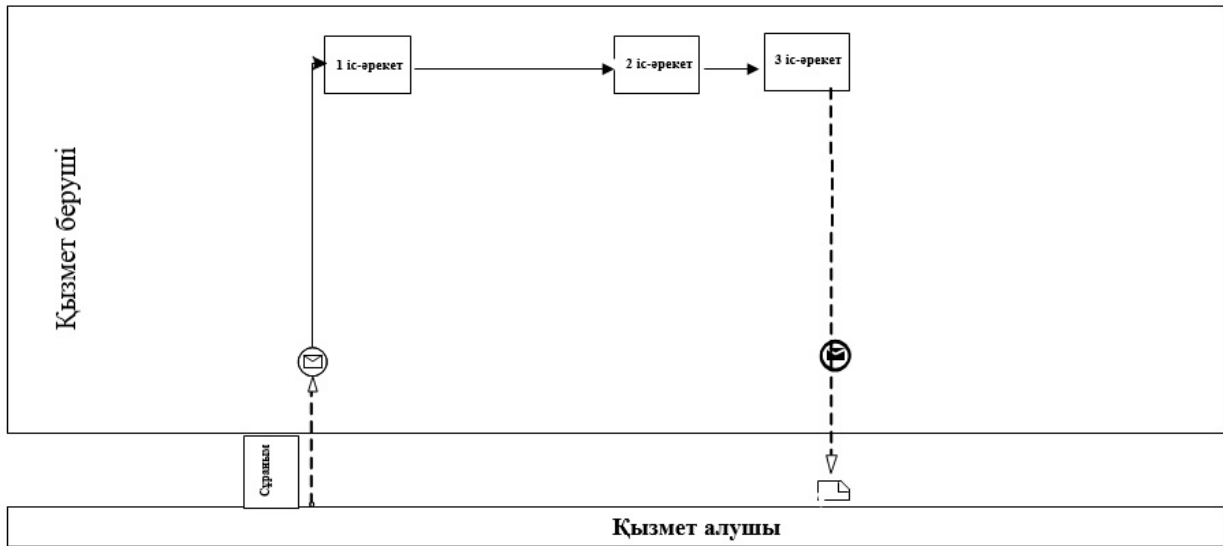 1 іс-әрекет
2 іс-әрекет
3 іс-әрекет
Қызмет беруші
Сұраным
Қызмет алушы